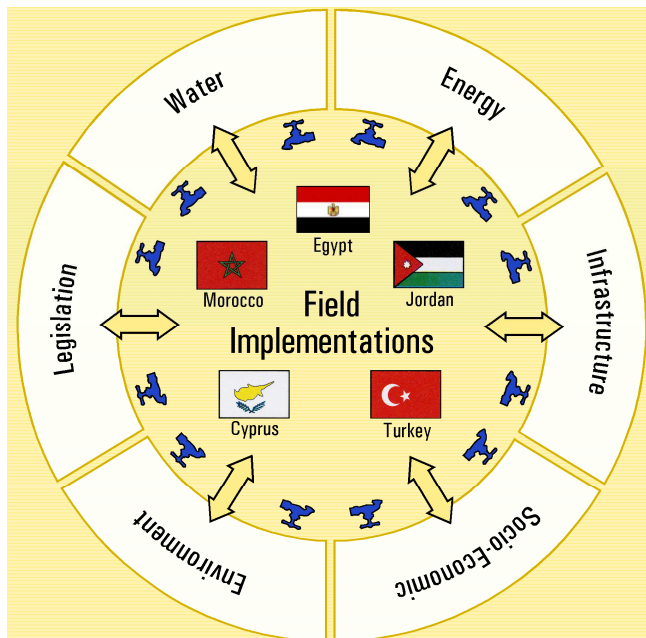 Water
Energy
Egypt
Morocco
Jordan
Legislation
Field
Implementations
Infrastructure
Cyprus
Turkey
Environment
Socio-Economic